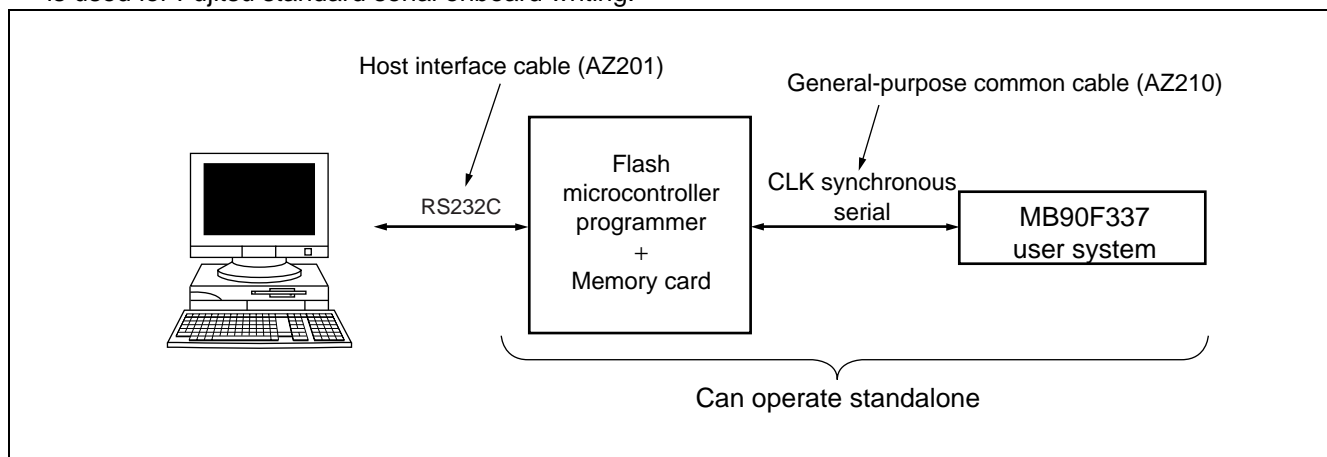 Host interface cable (AZ201)
General-purpose common cable (AZ210)
RS232C
Flash
microcontroller
programmer
+
Memory card
CLK synchronous
serial
MB90F337
user system
Can operate standalone